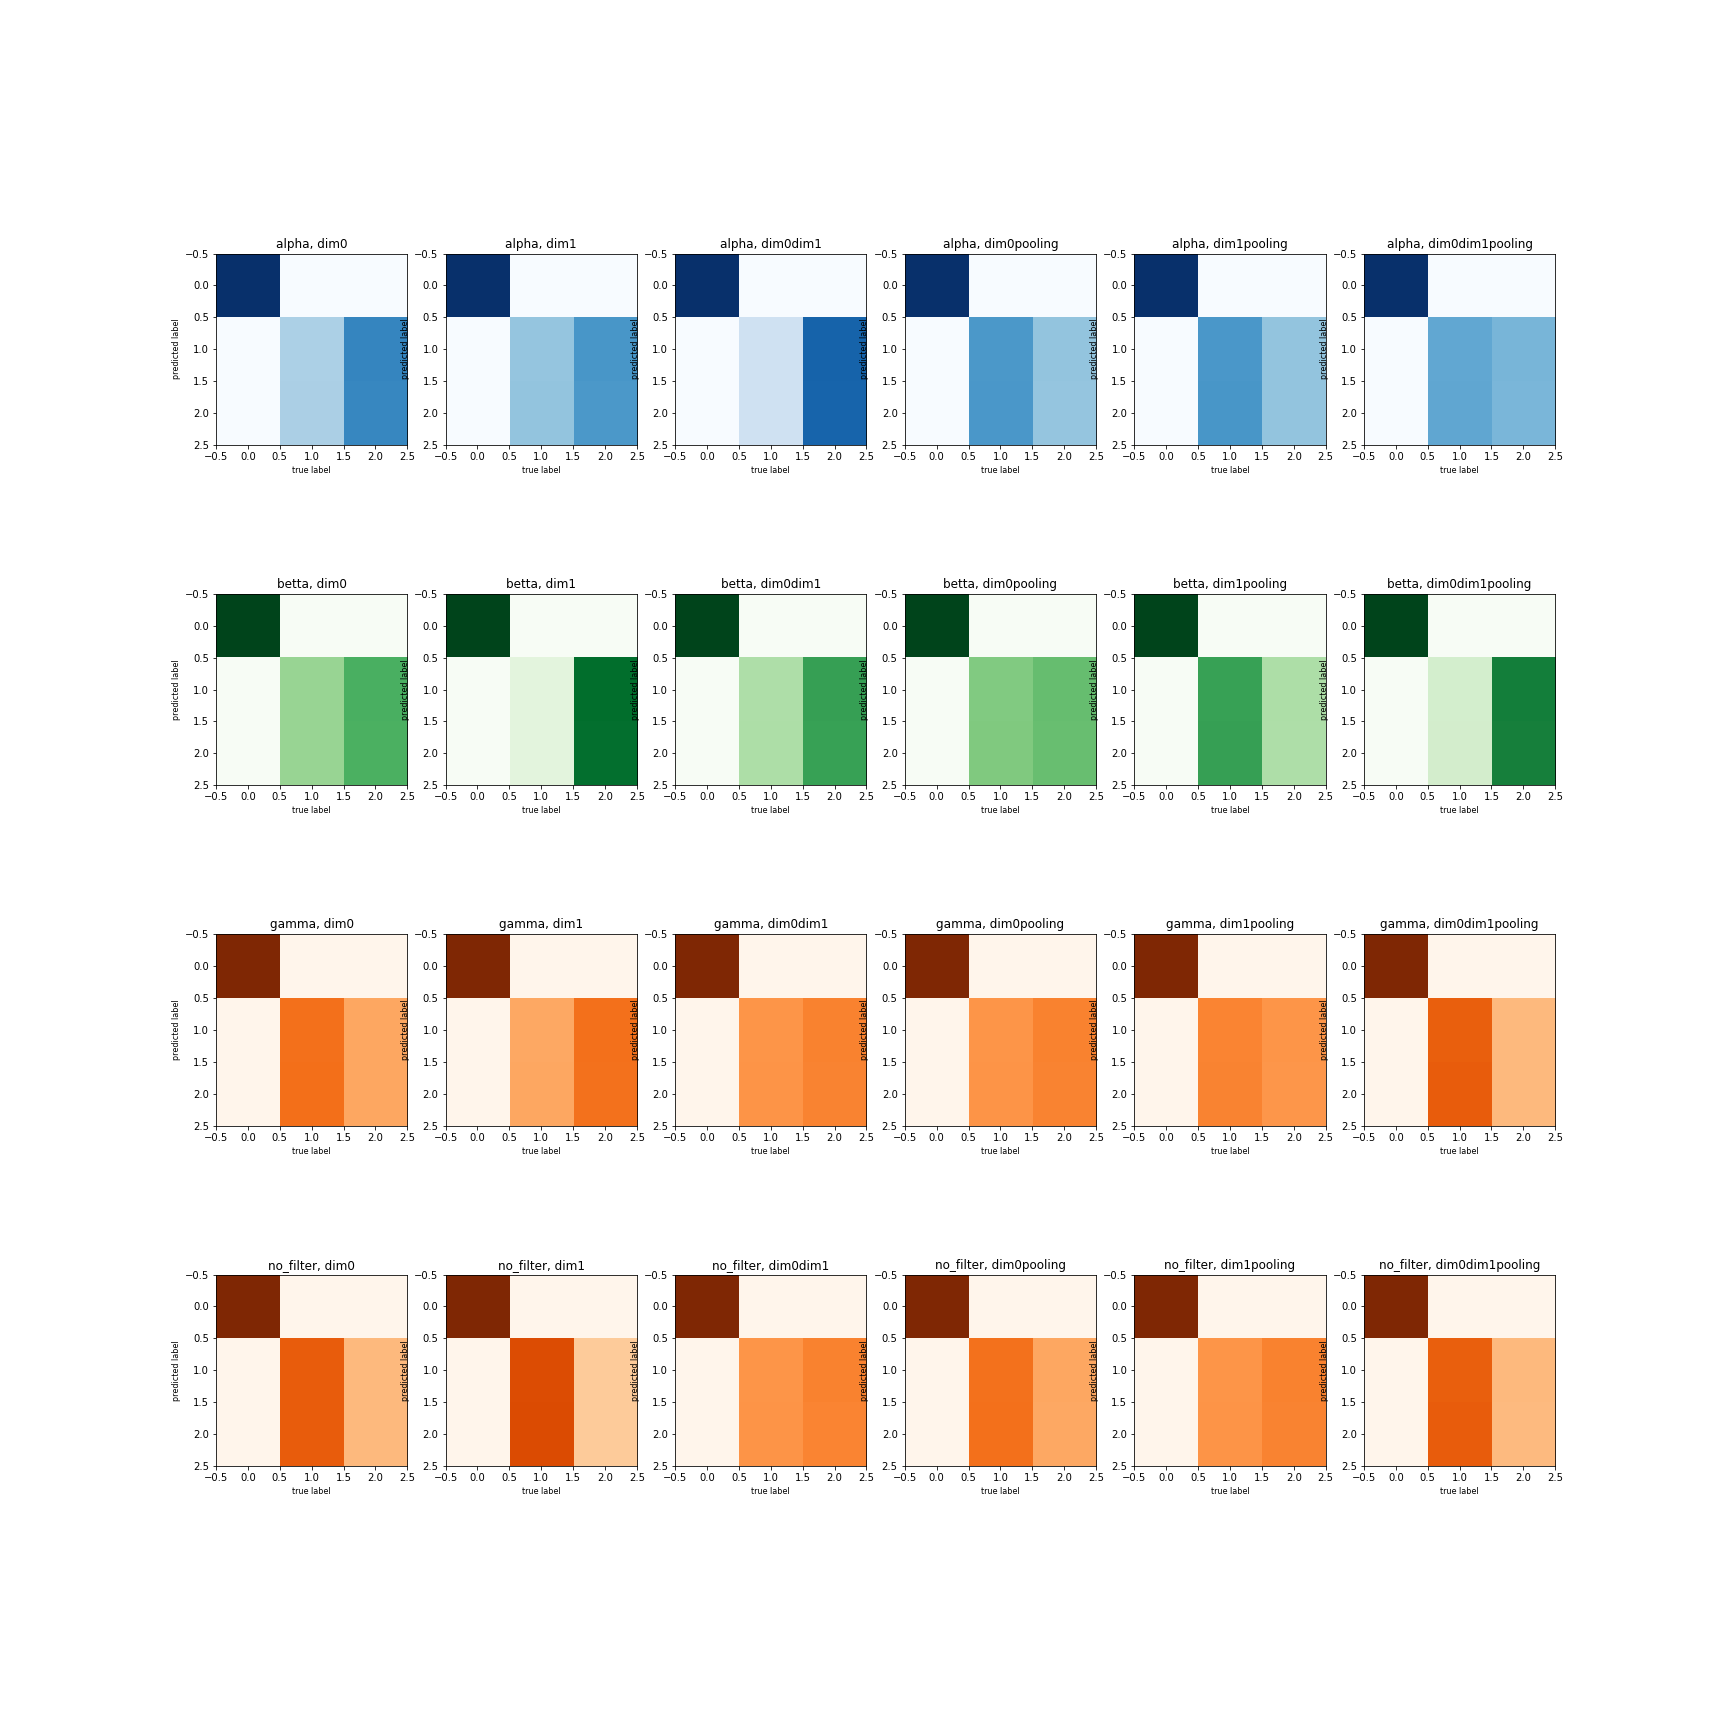 alpha, dim0 alpha, dim1 alpha, dim0dim1 alpha, dim0pooling alpha, dim1pooling alpha, dim0dim1pooling
−0.5 −0.5 −0.5 −0.5 −0.5 −0.5
0.0 0.0 0.0 0.0 0.0 0.0
0.5 0.5 0.5 0.5 0.5 0.5
predicted label predicted label predicted label predicted label predicted label predicted label
1.0 1.0 1.0 1.0 1.0 1.0
1.5 1.5 1.5 1.5 1.5 1.5
2.0 2.0 2.0 2.0 2.0 2.0
2.5 2.5 2.5 2.5 2.5 2.5
−0.5 0.0 0.5 1.0 1.5 2.0 2.5 −0.5 0.0 0.5 1.0 1.5 2.0 2.5 −0.5 0.0 0.5 1.0 1.5 2.0 2.5 −0.5 0.0 0.5 1.0 1.5 2.0 2.5 −0.5 0.0 0.5 1.0 1.5 2.0 2.5 −0.5 0.0 0.5 1.0 1.5 2.0 2.5
true label true label true label true label true label true label
betta, dim0 betta, dim1 betta, dim0dim1 betta, dim0pooling betta, dim1pooling betta, dim0dim1pooling
−0.5 −0.5 −0.5 −0.5 −0.5 −0.5
0.0 0.0 0.0 0.0 0.0 0.0
0.5 0.5 0.5 0.5 0.5 0.5
predicted label predicted label predicted label predicted label predicted label predicted label
1.0 1.0 1.0 1.0 1.0 1.0
1.5 1.5 1.5 1.5 1.5 1.5
2.0 2.0 2.0 2.0 2.0 2.0
2.5 2.5 2.5 2.5 2.5 2.5
−0.5 0.0 0.5 1.0 1.5 2.0 2.5 −0.5 0.0 0.5 1.0 1.5 2.0 2.5 −0.5 0.0 0.5 1.0 1.5 2.0 2.5 −0.5 0.0 0.5 1.0 1.5 2.0 2.5 −0.5 0.0 0.5 1.0 1.5 2.0 2.5 −0.5 0.0 0.5 1.0 1.5 2.0 2.5
true label true label true label true label true label true label
gamma, dim0 gamma, dim1 gamma, dim0dim1 gamma, dim0pooling gamma, dim1pooling gamma, dim0dim1pooling
−0.5 −0.5 −0.5 −0.5 −0.5 −0.5
0.0 0.0 0.0 0.0 0.0 0.0
0.5 0.5 0.5 0.5 0.5 0.5
predicted label predicted label predicted label predicted label predicted label predicted label
1.0 1.0 1.0 1.0 1.0 1.0
1.5 1.5 1.5 1.5 1.5 1.5
2.0 2.0 2.0 2.0 2.0 2.0
2.5 2.5 2.5 2.5 2.5 2.5
−0.5 0.0 0.5 1.0 1.5 2.0 2.5 −0.5 0.0 0.5 1.0 1.5 2.0 2.5 −0.5 0.0 0.5 1.0 1.5 2.0 2.5 −0.5 0.0 0.5 1.0 1.5 2.0 2.5 −0.5 0.0 0.5 1.0 1.5 2.0 2.5 −0.5 0.0 0.5 1.0 1.5 2.0 2.5
true label true label true label true label true label true label
no_filter, dim0 no_filter, dim1 no_filter, dim0dim1 no_filter, dim0pooling no_filter, dim1pooling no_filter, dim0dim1pooling
−0.5 −0.5 −0.5 −0.5 −0.5 −0.5
0.0 0.0 0.0 0.0 0.0 0.0
0.5 0.5 0.5 0.5 0.5 0.5
predicted label predicted label predicted label predicted label predicted label predicted label
1.0 1.0 1.0 1.0 1.0 1.0
1.5 1.5 1.5 1.5 1.5 1.5
2.0 2.0 2.0 2.0 2.0 2.0
2.5 2.5 2.5 2.5 2.5 2.5
−0.5 0.0 0.5 1.0 1.5 2.0 2.5 −0.5 0.0 0.5 1.0 1.5 2.0 2.5 −0.5 0.0 0.5 1.0 1.5 2.0 2.5 −0.5 0.0 0.5 1.0 1.5 2.0 2.5 −0.5 0.0 0.5 1.0 1.5 2.0 2.5 −0.5 0.0 0.5 1.0 1.5 2.0 2.5
true label true label true label true label true label true label